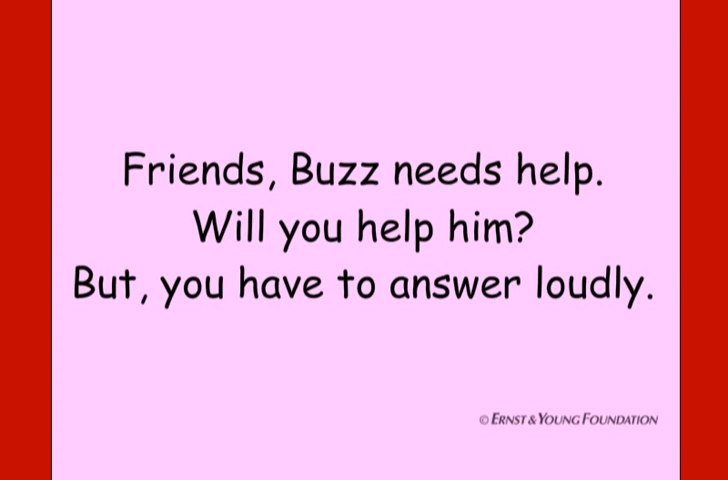 Friends, Buzz needs help.
Will you help him?
But, you have to answer loudly.
© ERNST & YOUNG FOUNDATION